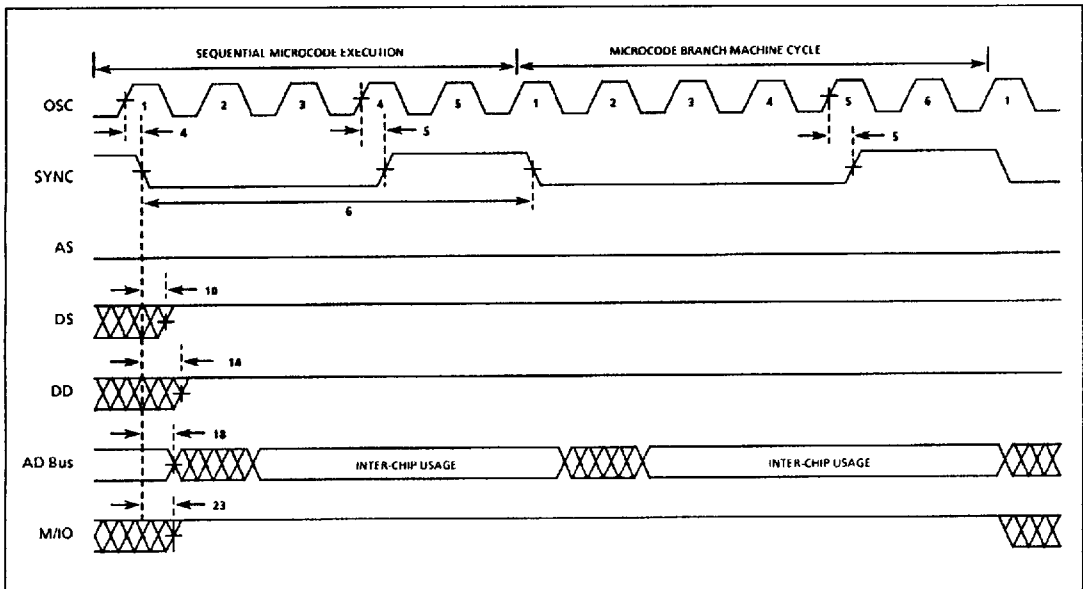 SEQUENTIAL MICROCODE EXECUTION MICROCODE BRANCH MACHINE CYCLE
OSC 1 2 3 4 5 1 2 3 4 5 6 1
4 5 5
SYNC
6
AS
10
DS
14
DD
18
AD Bus INTER-CHIP USAGE INTER-CHIP USAGE
23
M/IO